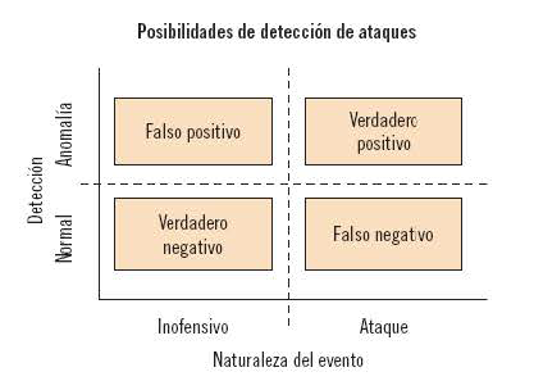 Posibilidades de detección de ataques
Detección
Anomalía
Normal
Falso positivo
Verdadero
positivo
Verdadero
negativo
Falso negativo
Inofensivo
Ataque
Naturaleza del evento